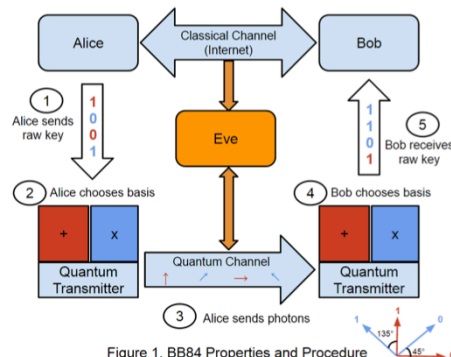 Alice
Classical Channel
(Internet)
Bob
1
Alice sends
raw key
1
0
0
1
Eve
1
1
0
1
5
Bob receives
raw key
2
Alice chooses basis
4
Bob chooses basis
+
x
Quantum
Transmitter
Quantum Channel
+
x
Quantum
Transmitter
3
Alice sends photons
1
1
0
135°
45°
Figure 1. BB84 Properties and Procedure